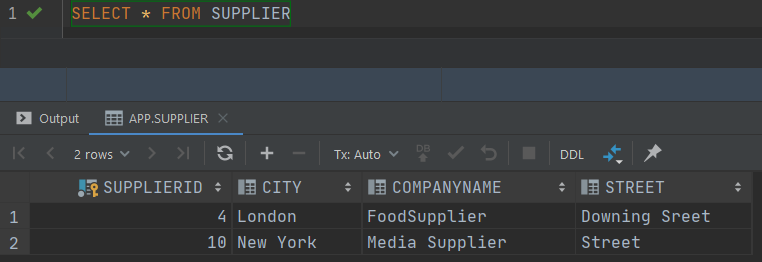 1 SELECT * FROM SUPPLIER
Output APP.SUPPLIER
2 rows Tx: Auto DB DDL
SUPPLIERID CITY COMPANYNAME STREET
1 4 London FoodSupplier Downing Sreet
2 10 New York Media Supplier Street